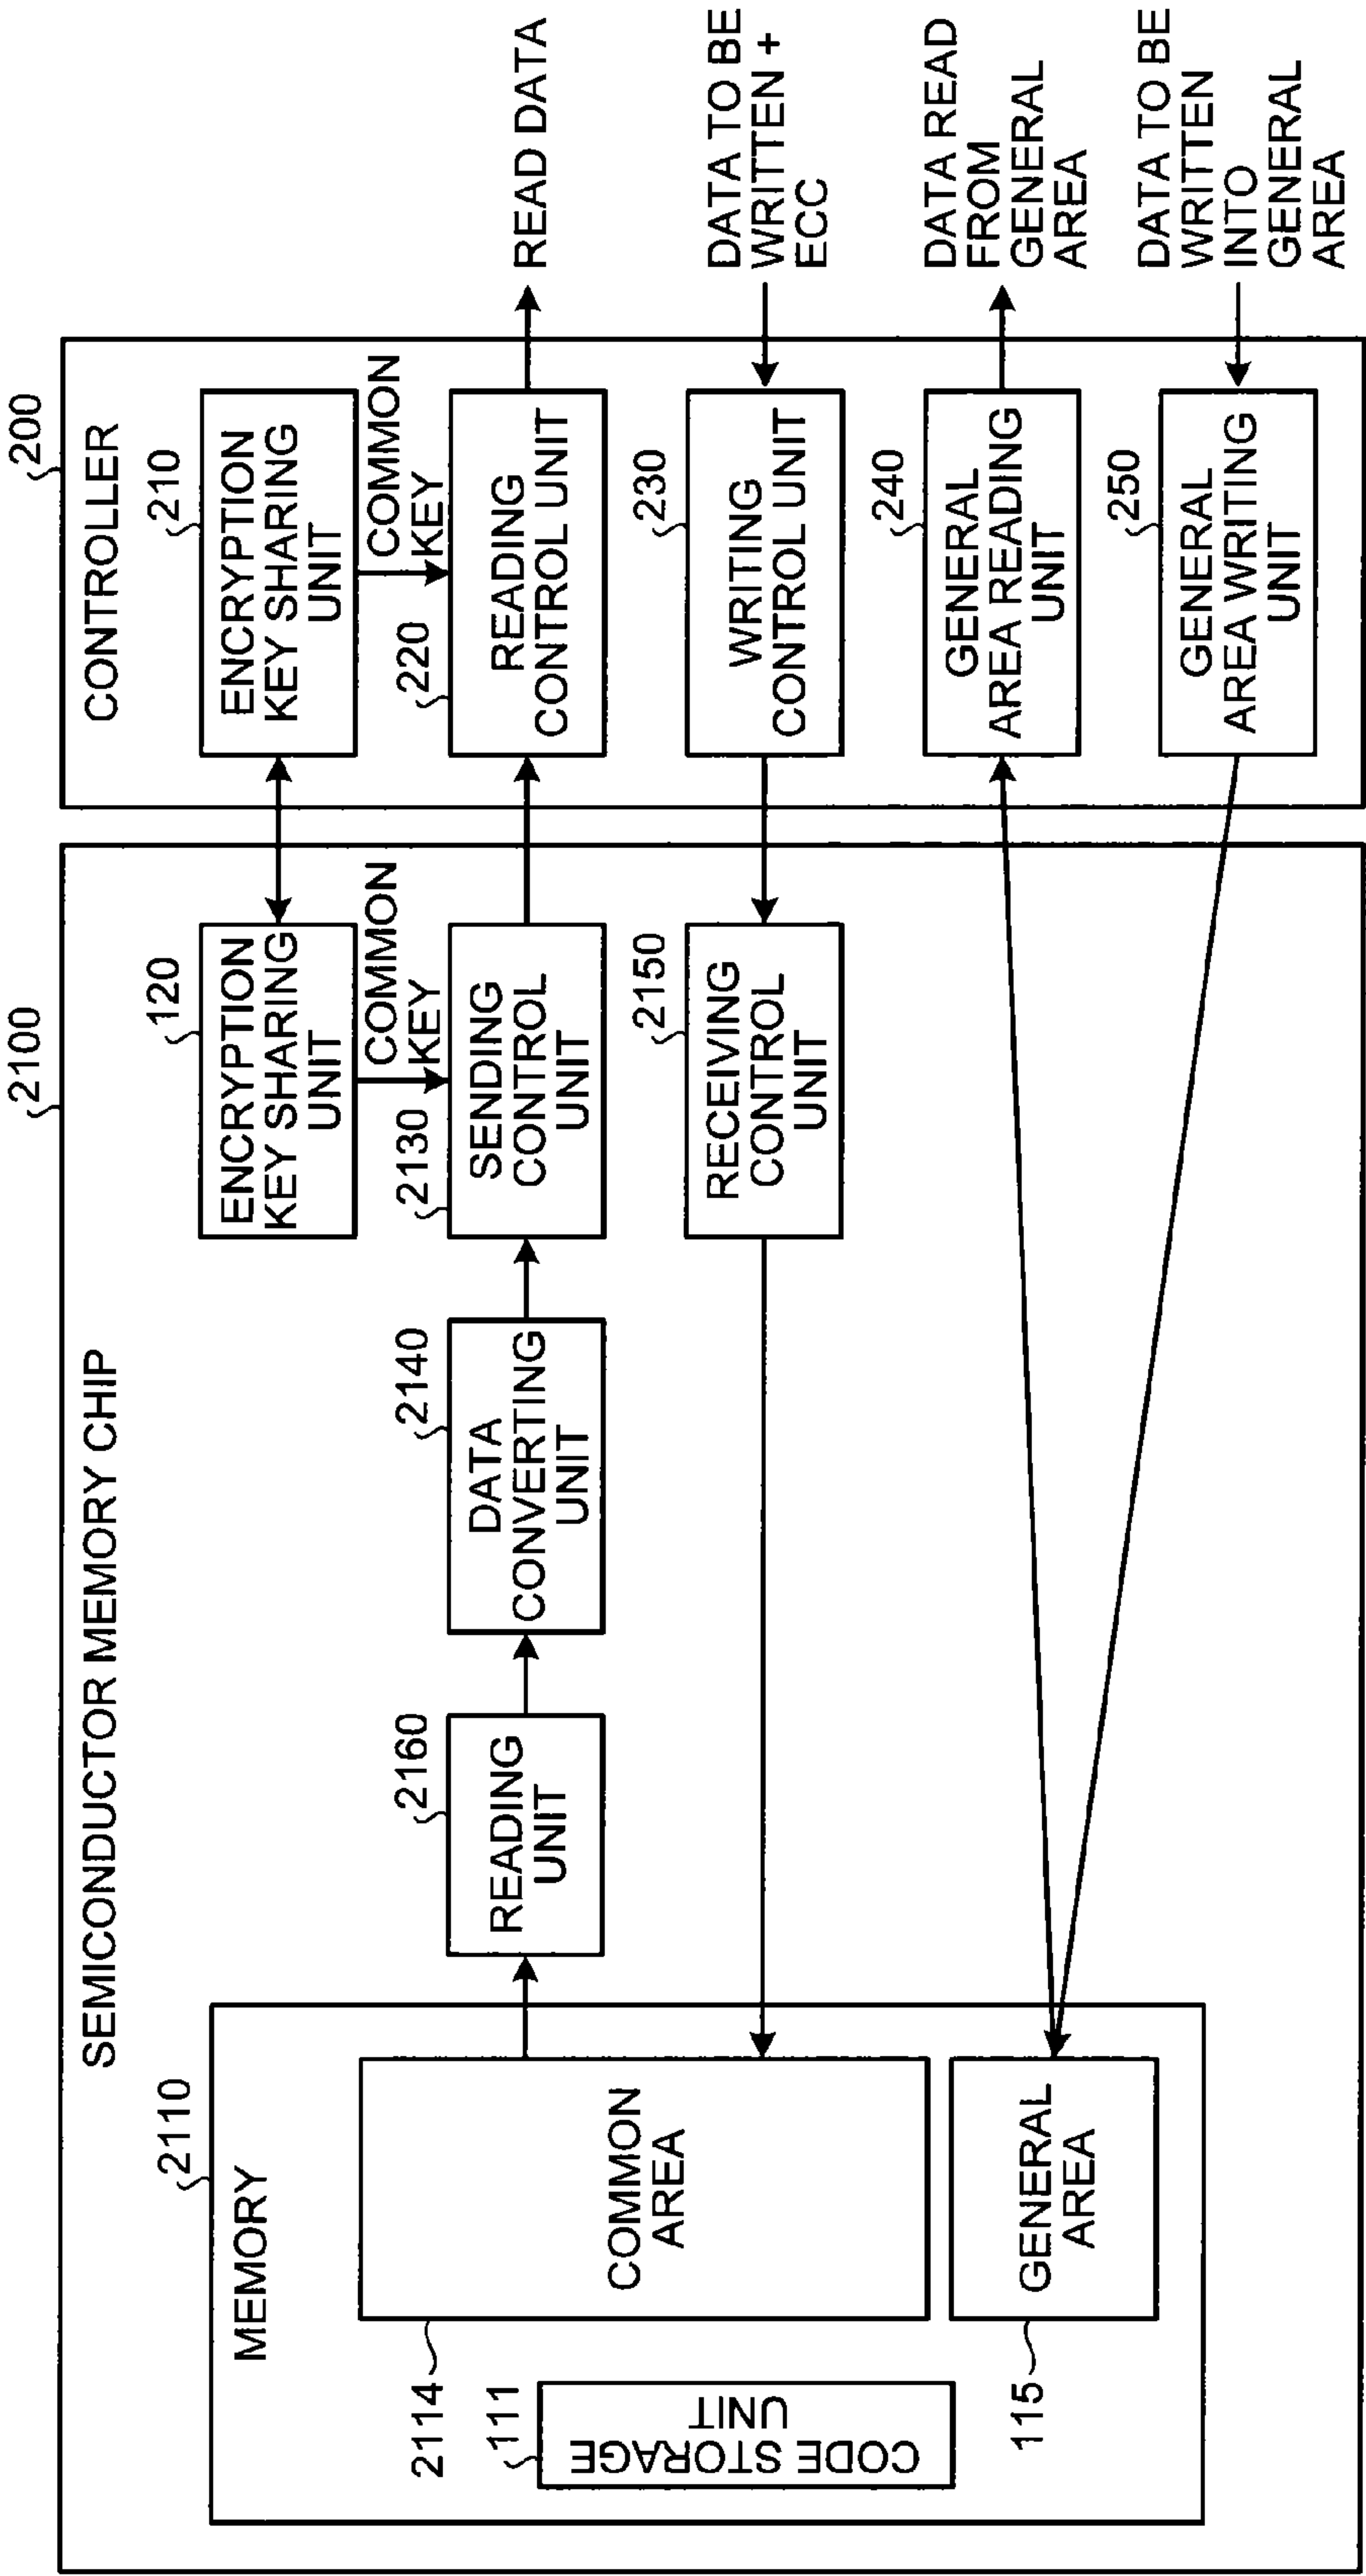 2100
SEMICONDUCTOR MEMORY CHIP
2110
MEMORY
2114
COMMON
AREA
111
CODE STORAGE
UNIT
115
GENERAL
AREA
2160
READING
UNIT
2140
DATA
CONVERTING
UNIT
120
ENCRYPTION
KEY SHARING
UNIT
COMMON
KEY
2130
SENDING
CONTROL
UNIT
2150
RECEIVING
CONTROL
UNIT
200
CONTROLLER
210
ENCRYPTION
KEY SHARING
UNIT
COMMON
KEY
220
READING
CONTROL UNIT
230
WRITING
CONTROL UNIT
240
GENERAL
AREA READING
UNIT
250
GENERAL
AREA WRITING
UNIT
READ DATA
DATA TO BE
WRITTEN +
ECC
DATA READ
FROM
GENERAL
AREA
DATA TO BE
WRITTEN
INTO
GENERAL
AREA